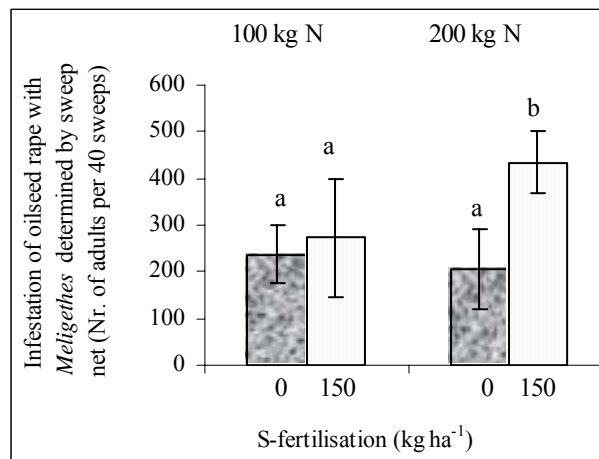 100 kg N 200 kg N
Infestation of oilseed rape with
Meligethes determined by sweep
net (Nr. of adults per 40 sweeps)
600
500
400
300
200
100
0
a
a
a
b
0 150 0 150
S-fertilisation (kg ha⁻¹)